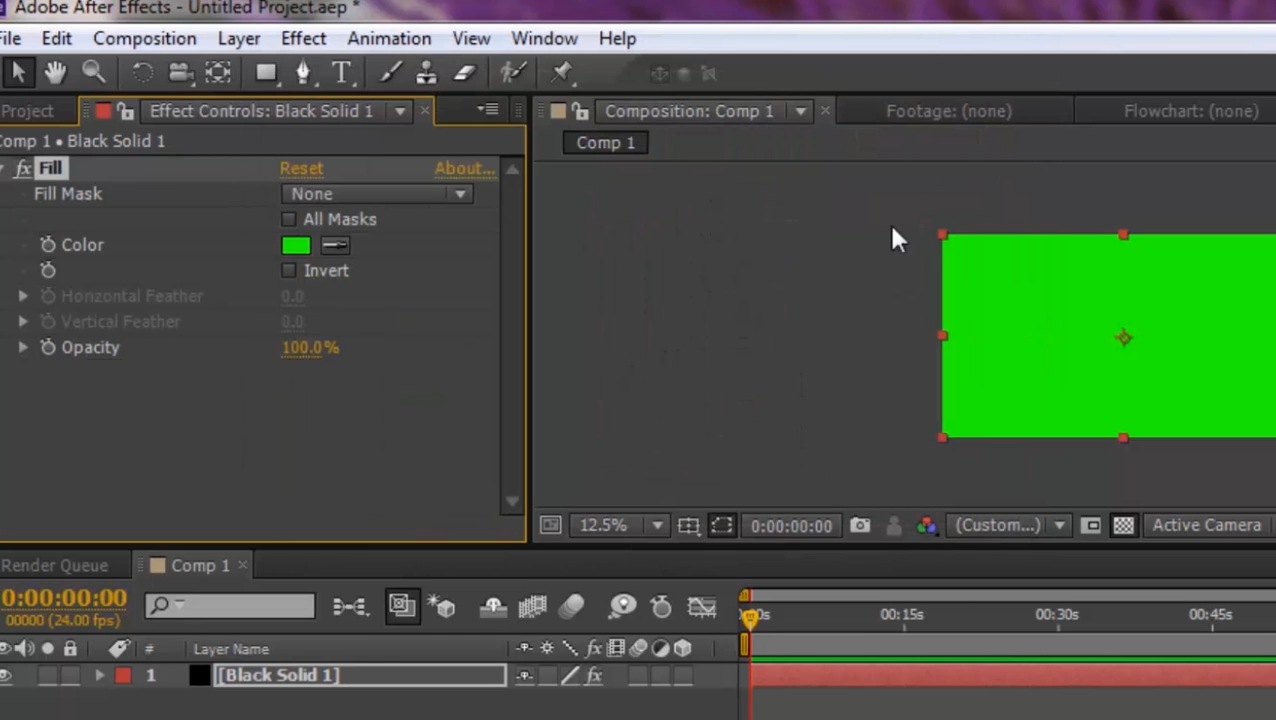 Adobe After Effects - Untitled Project.aep *
File Edit Composition Layer Effect Animation View Window Help
Project Effect Controls: Black Solid 1 Composition: Comp 1 Footage: (none) Flowchart: (none)
Comp 1 • Black Solid 1
Comp 1
fx Fill Reset About...
Fill Mask None
All Masks
Color
Invert
Horizontal Feather 0.0
Vertical Feather 0.0
Opacity 100.0%
12.5% 0:00:00:00 (Custom...) Active Camera
Render Queue Comp 1
0:00:00:00
00000 (24.00 fps)
00s 00:15s 00:30s 00:45s
# Layer Name fx
1 [Black Solid 1] fx